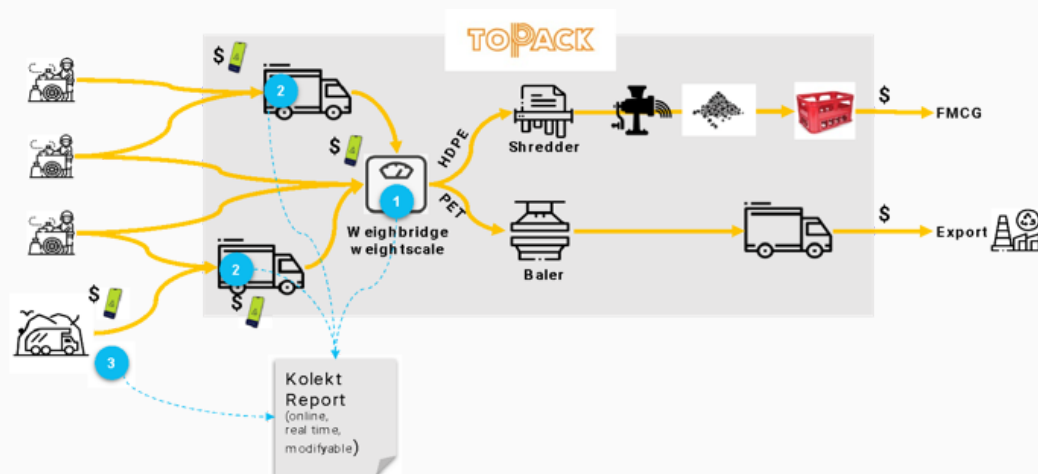 TOPACK
$
2
$
HDPE
Shredder
$
FMCG
1
PET
Weighbridge
weightscale
Baler
$
Export
2
$
$
3
Kolekt
Report
(online,
real time,
modifyable)